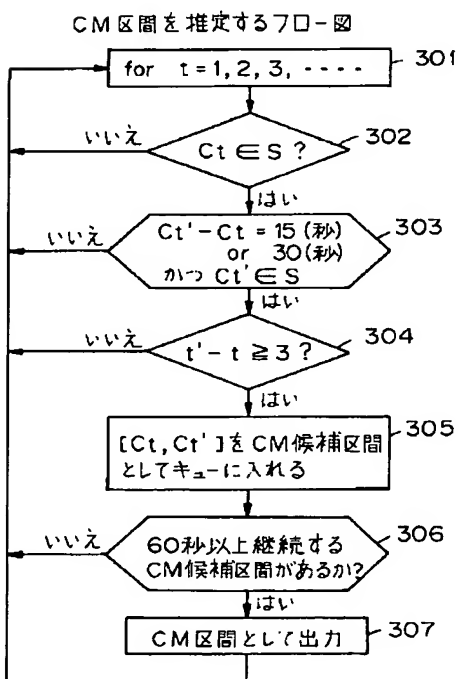 CM区間を推定するフロー図
for t=1,2,3,----
301
いいえ
Ct∈S?
302
はい
いいえ
Ct'-Ct=15(秒)
or 30(秒)
かつ Ct'∈S
303
はい
いいえ
t'-t≧3?
304
はい
[Ct,Ct']をCM候補区間
としてキューに入れる
305
いいえ
60秒以上継続する
CM候補区間があるか?
306
はい
CM区間として出力
307